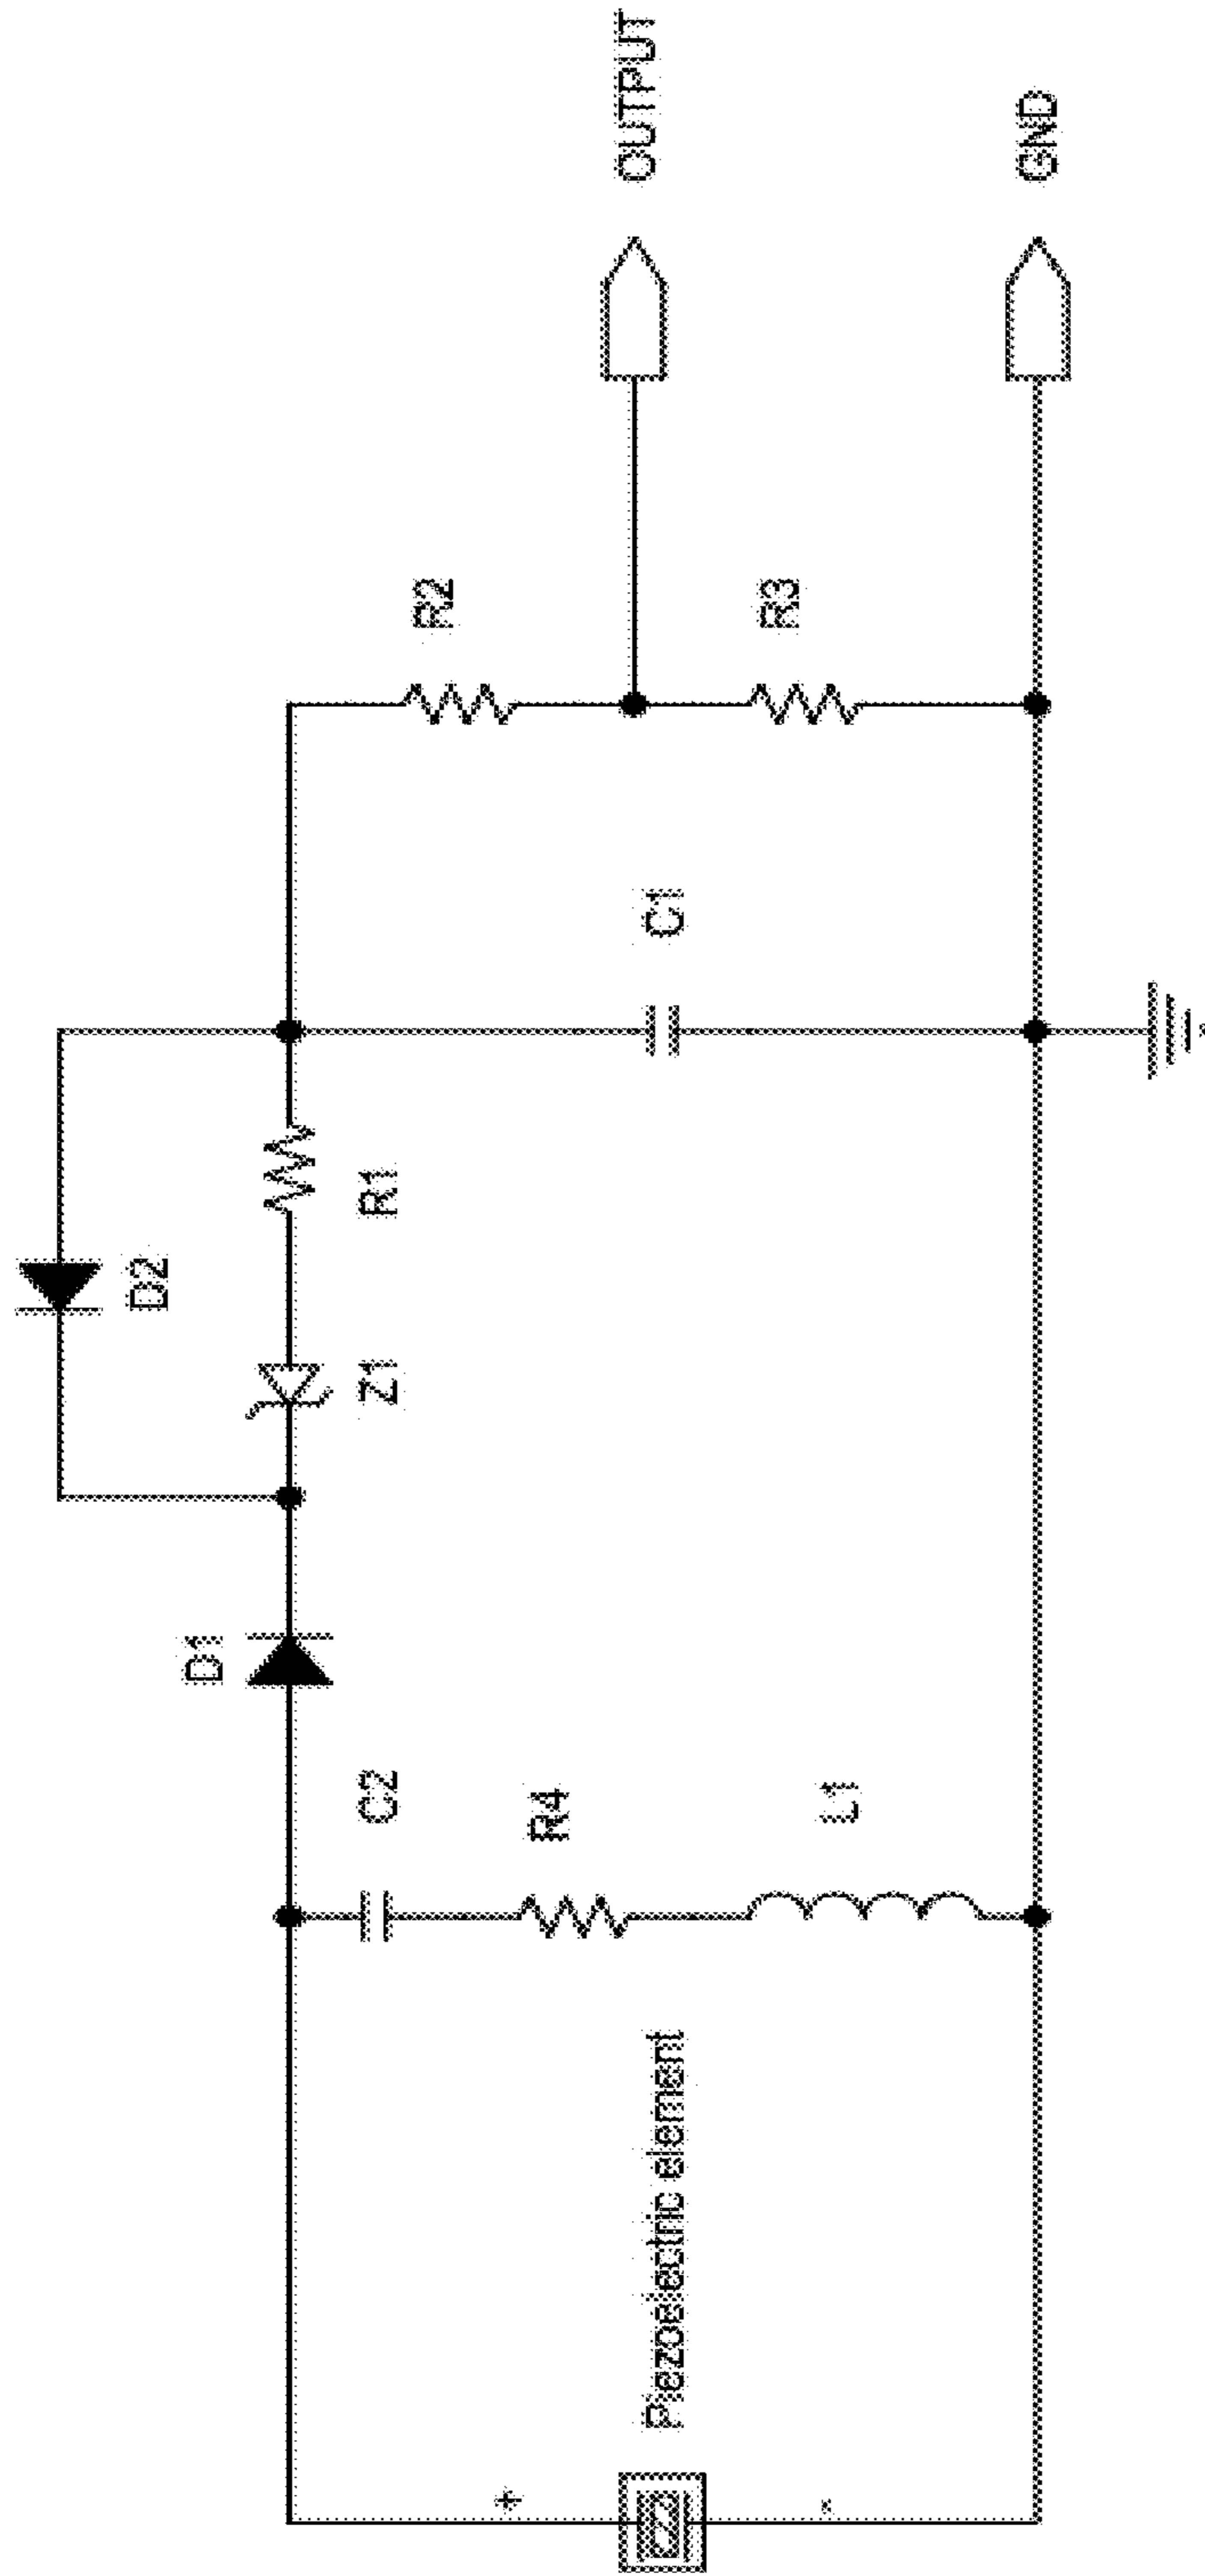 Piezoelectric element
+
-
C2
R4
L1
D1
D2
Z1
R1
C1
R2
R3
OUTPUT
GND